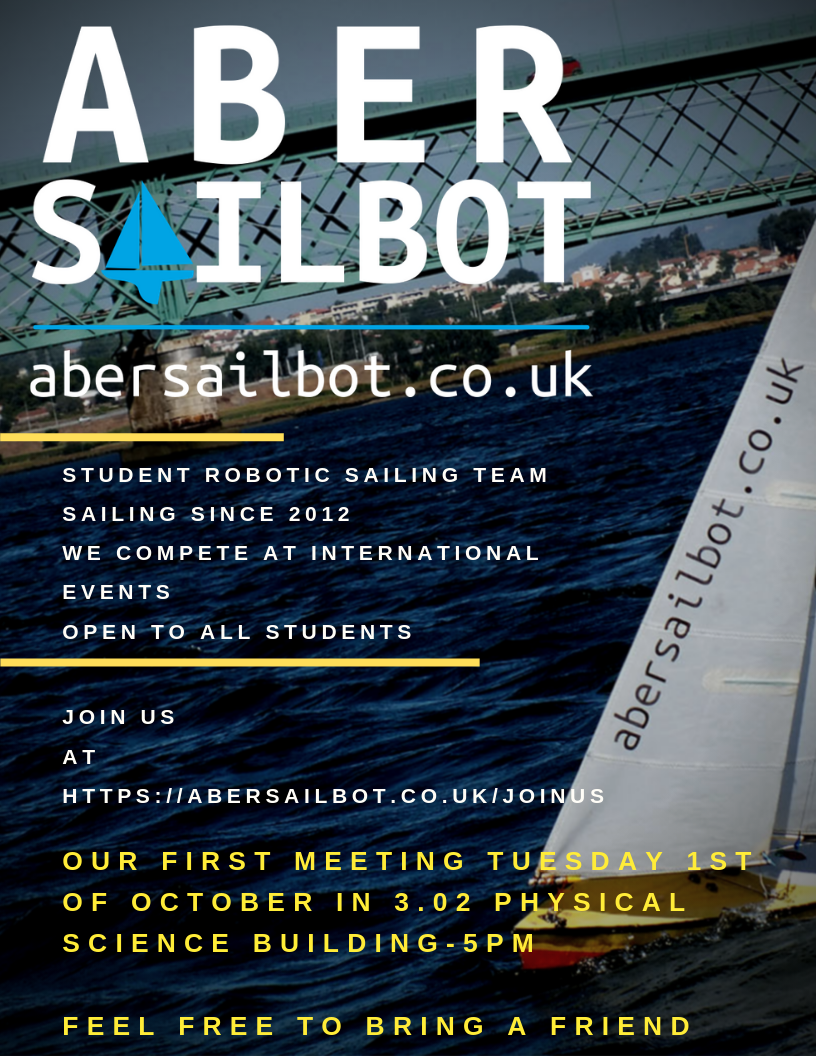 ABER
SAILBOT
abersailbot.co.uk
abersailbot.co.uk
STUDENT ROBOTIC SAILING TEAM
SAILING SINCE 2012
WE COMPETE AT INTERNATIONAL
EVENTS
OPEN TO ALL STUDENTS
JOIN US
AT
HTTPS://ABERSAILBOT.CO.UK/JOINUS
OUR FIRST MEETING TUESDAY 1ST
OF OCTOBER IN 3.02 PHYSICAL
SCIENCE BUILDING-5PM
FEEL FREE TO BRING A FRIEND